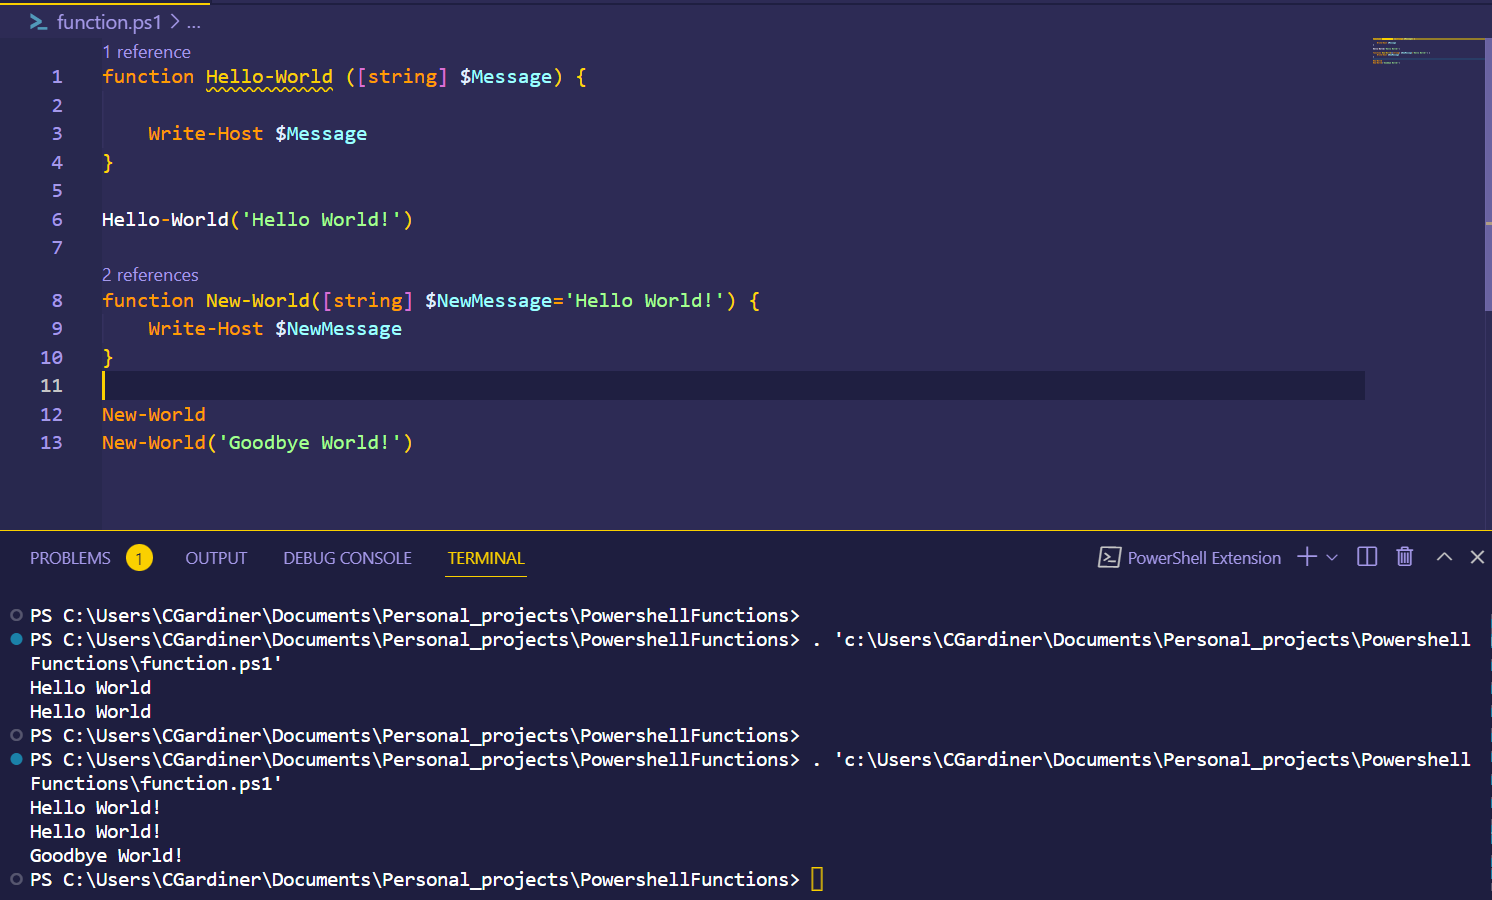 function.ps1 > ...
1 reference
1 function Hello-World ([string] $Message) {
2
3     Write-Host $Message
4 }
5
6 Hello-World('Hello World!')
7
2 references
8 function New-World([string] $NewMessage='Hello World!') {
9     Write-Host $NewMessage
10 }
11
12 New-World
13 New-World('Goodbye World!')
PROBLEMS 1 OUTPUT DEBUG CONSOLE TERMINAL PowerShell Extension
PS C:\Users\CGardiner\Documents\Personal_projects\PowershellFunctions>
PS C:\Users\CGardiner\Documents\Personal_projects\PowershellFunctions> . 'c:\Users\CGardiner\Documents\Personal_projects\Powershell
Functions\function.ps1'
Hello World
Hello World
PS C:\Users\CGardiner\Documents\Personal_projects\PowershellFunctions>
PS C:\Users\CGardiner\Documents\Personal_projects\PowershellFunctions> . 'c:\Users\CGardiner\Documents\Personal_projects\Powershell
Functions\function.ps1'
Hello World!
Hello World!
Goodbye World!
PS C:\Users\CGardiner\Documents\Personal_projects\PowershellFunctions>